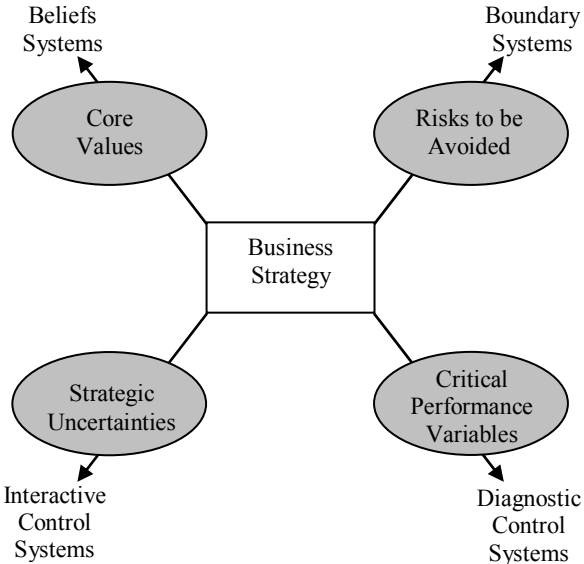 Beliefs
Systems
Boundary
Systems
Core
Values
Risks to be
Avoided
Business
Strategy
Strategic
Uncertainties
Critical
Performance
Variables
Interactive
Control
Systems
Diagnostic
Control
Systems